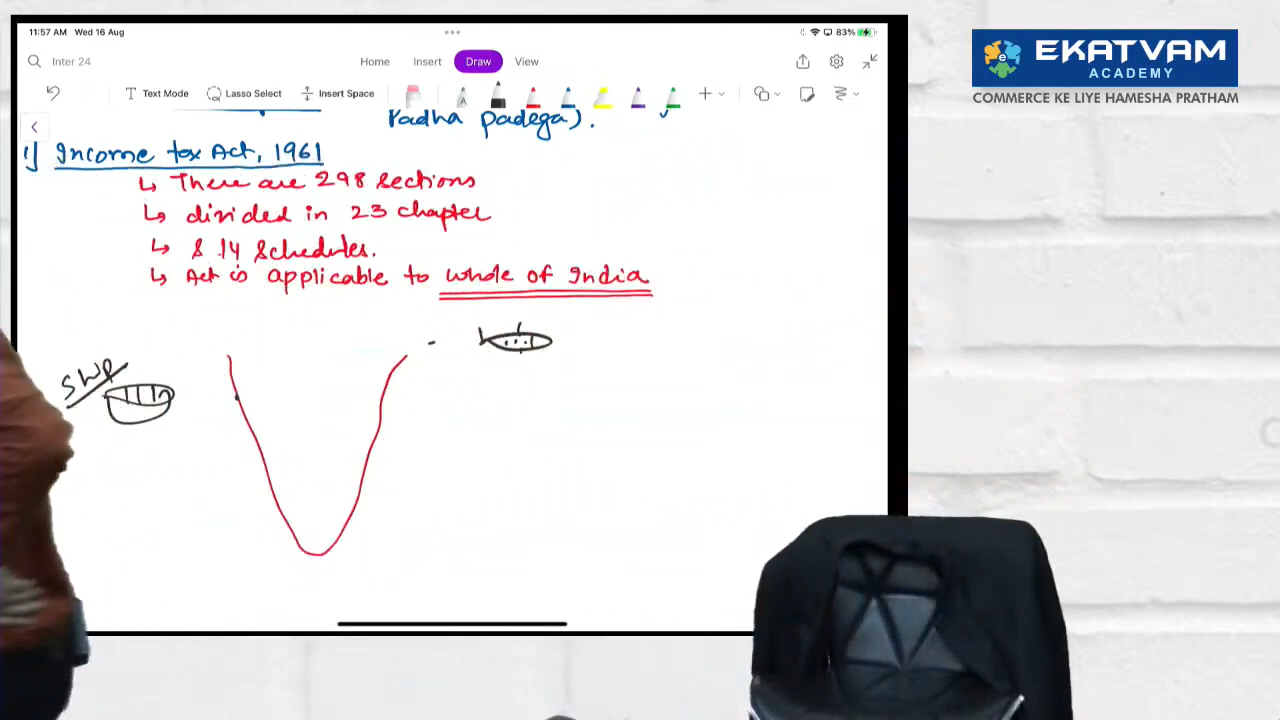 11:57 AM Wed 16 Aug
83%
EKATVAM
ACADEMY
COMMERCE KE LIYE HAMESHA PRATHAM
Inter 24
Home Insert Draw View
Text Mode Lasso Select Insert Space
padega).
1) Income tax Act, 1961
↳ There are 298 sections
↳ divided in 23 chapter
↳ & 14 Schedules.
↳ Act is applicable to whole of India